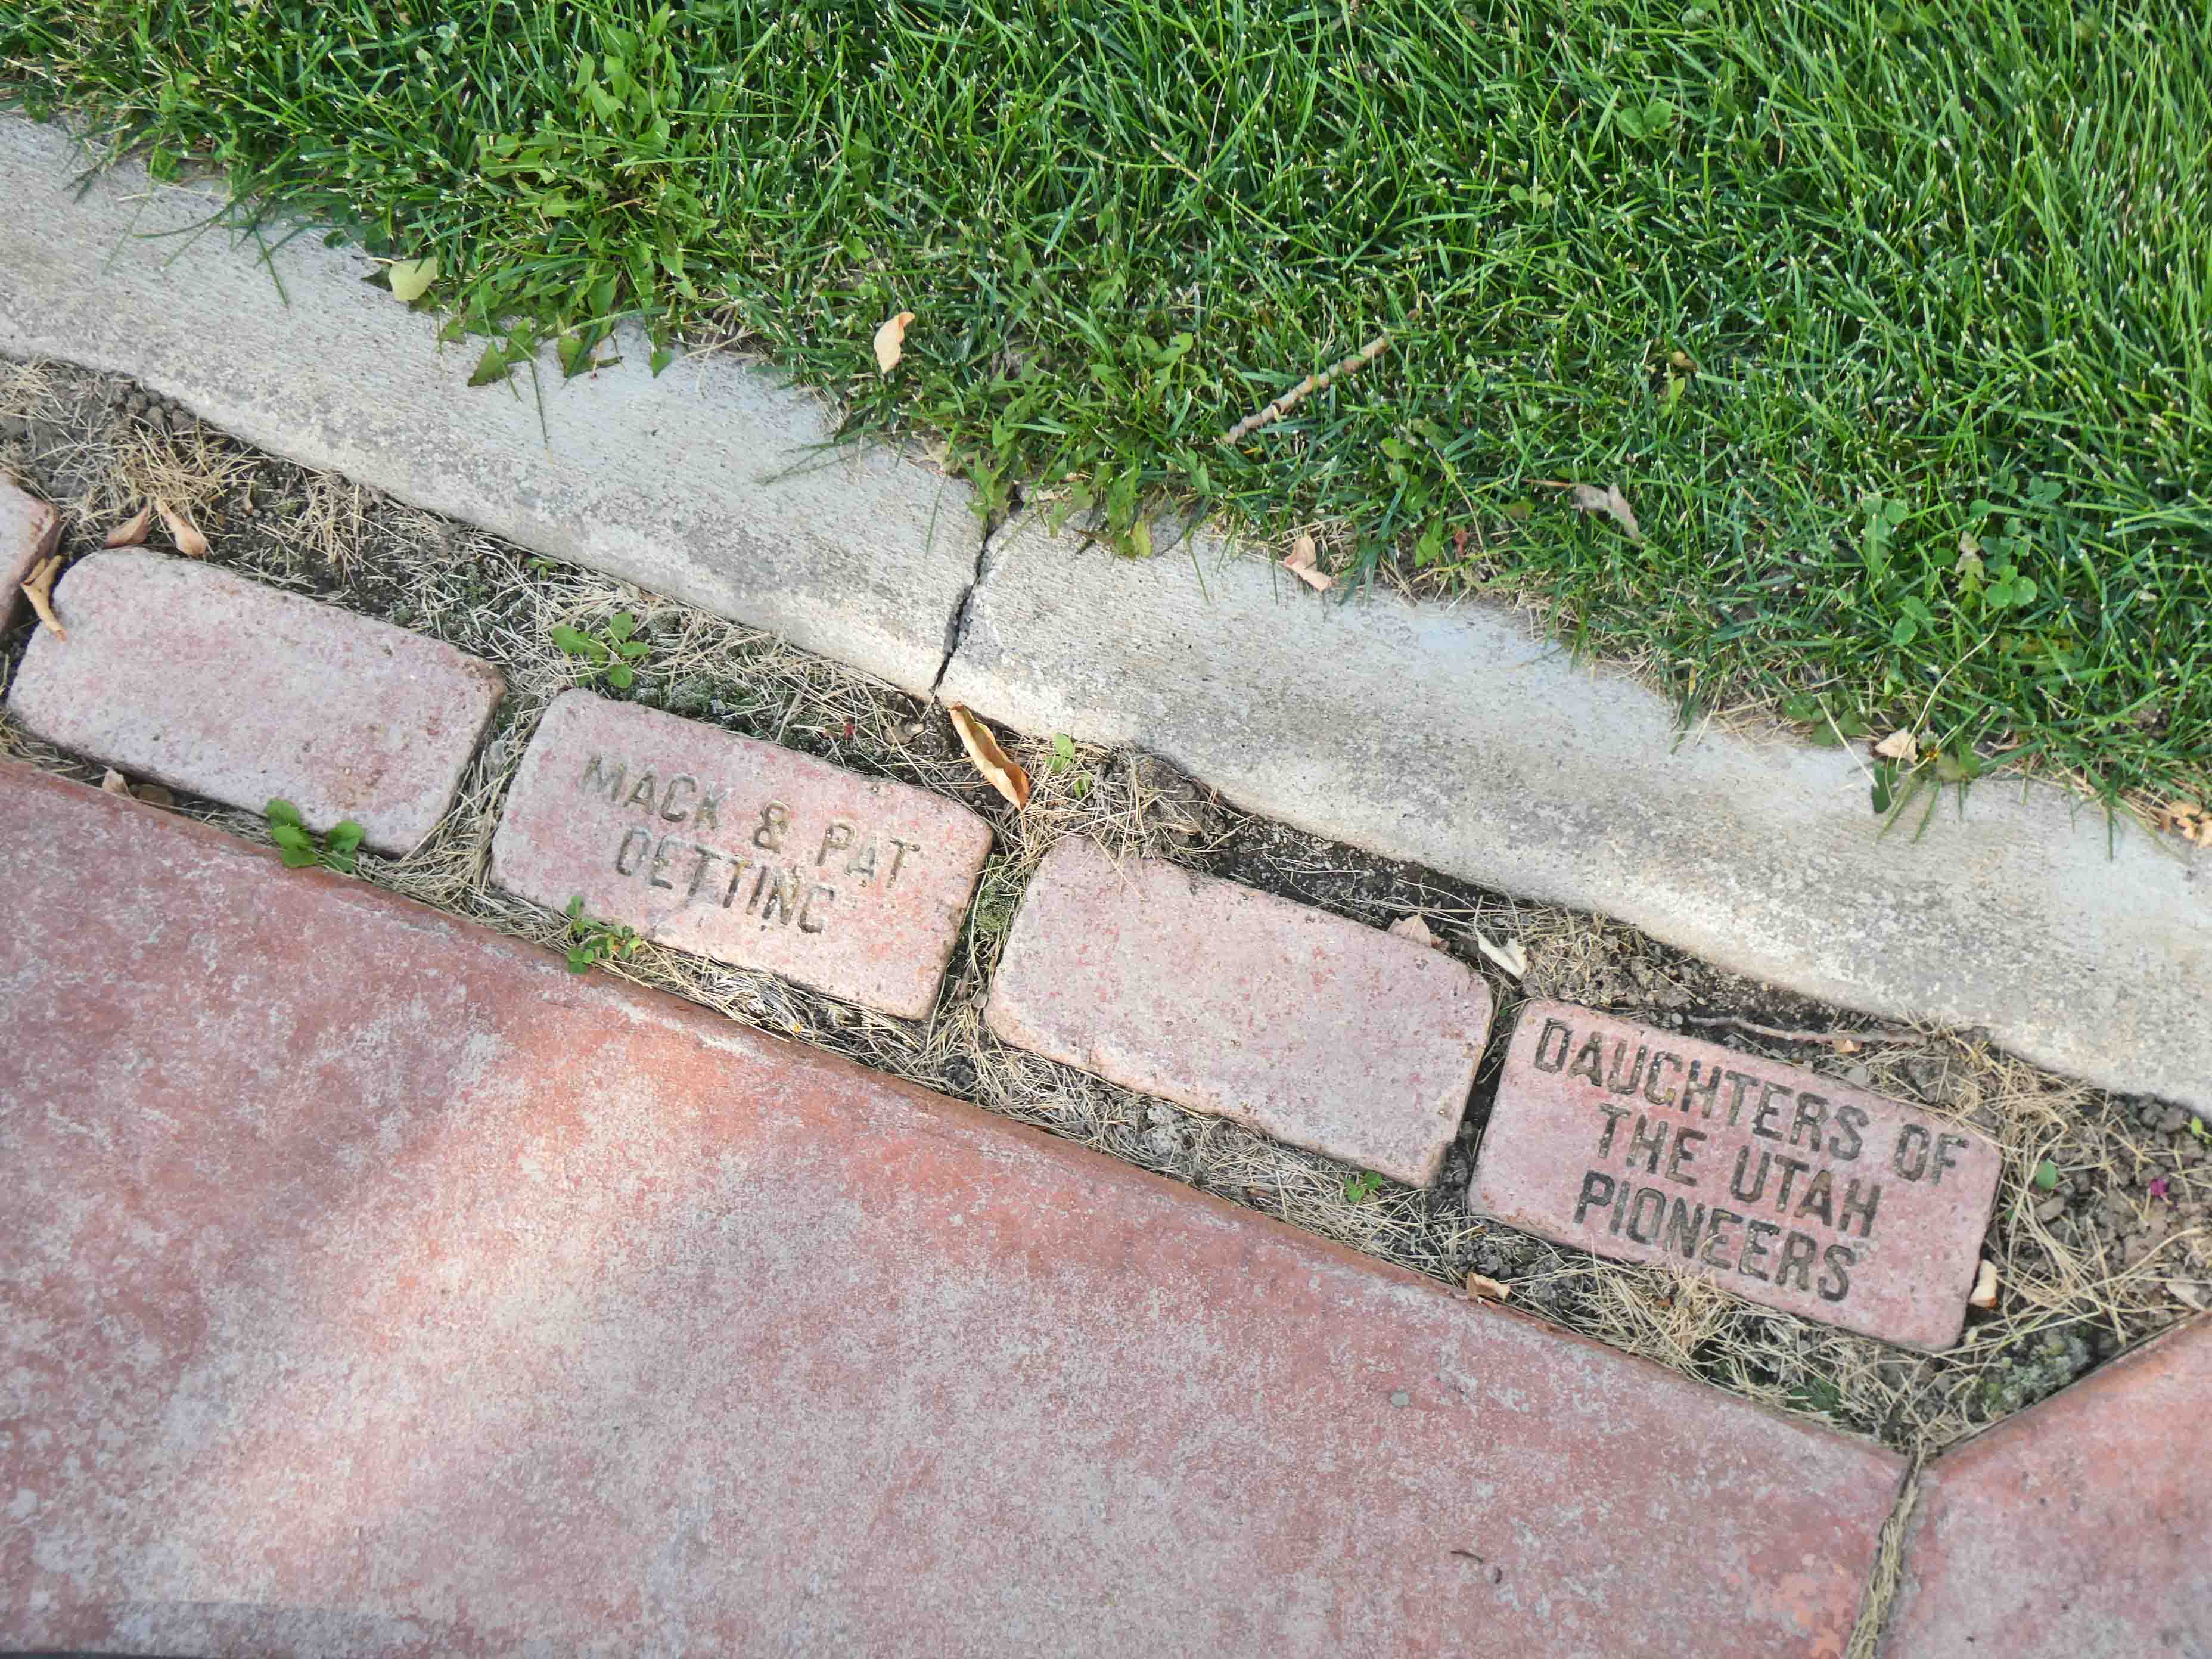 MACK & PAT
OETTING
DAUGHTERS OF
THE UTAH
PIONEERS